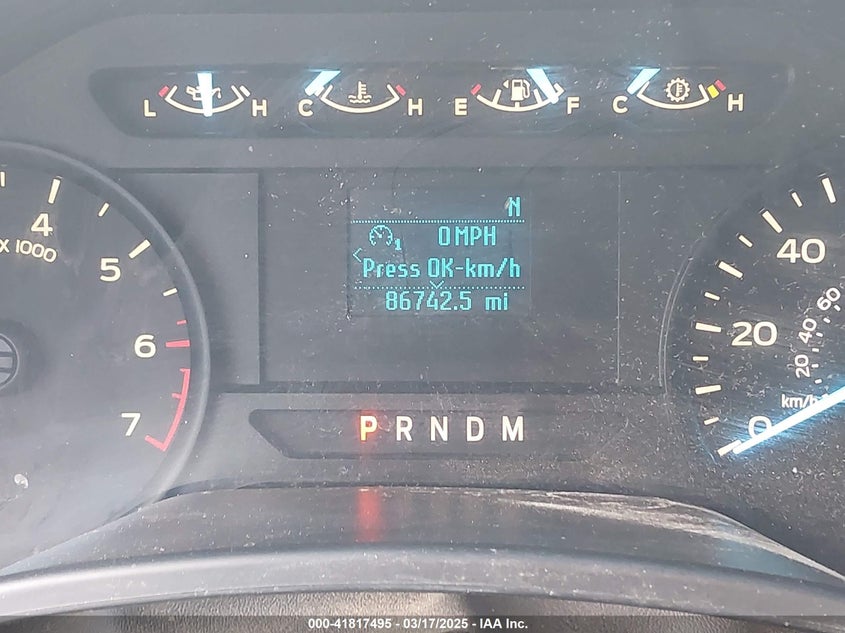 L H C H E F C H
N
4
X 1000
5
6
7
0 MPH
Press OK-km/h
86742.5 mi
40
20
0
60
40
20
km/h
P R N D M
000-41817495 - 03/17/2025 - IAA Inc.